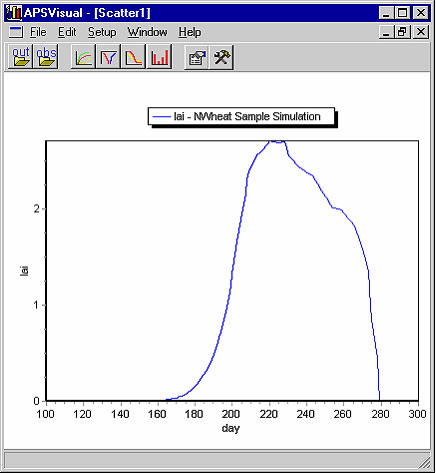 APSVisual - [Scatter1]
File Edit Setup Window Help
out obs
lai - NWheat Sample Simulation
2
lai
1
0
100 120 140 160 180 200 220 240 260 280 300
day